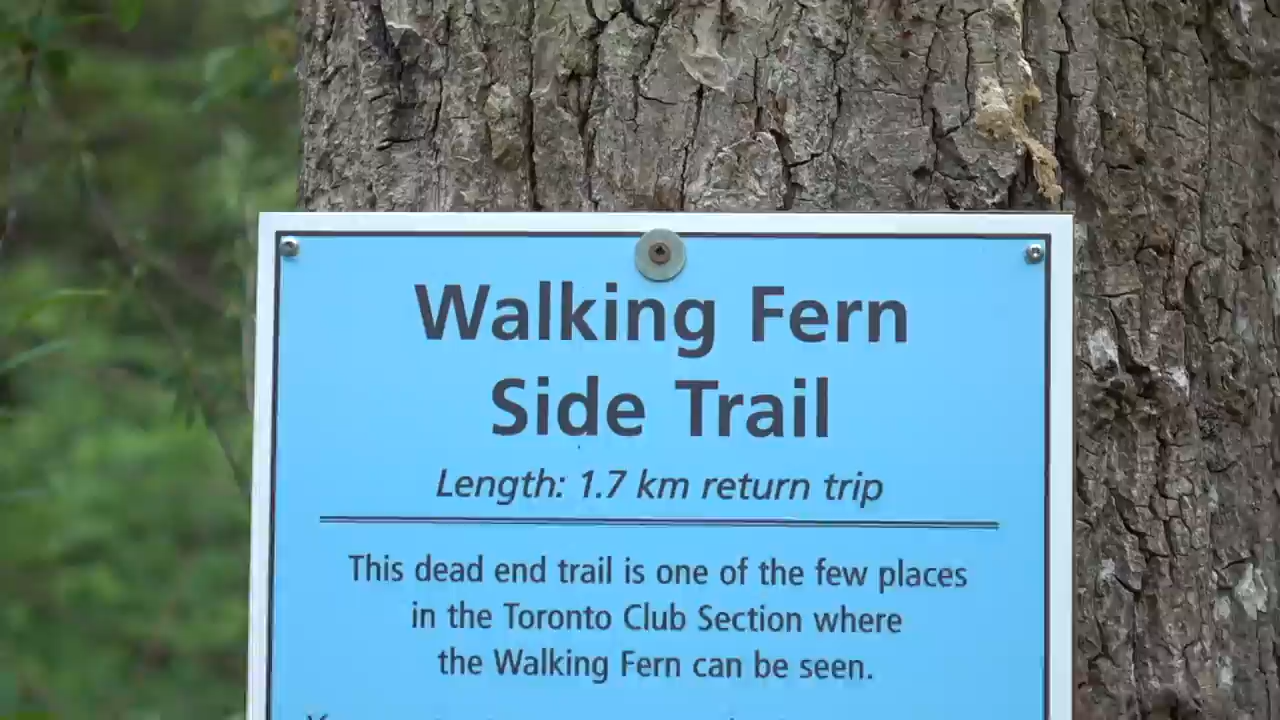 Walking Fern
Side Trail
Length: 1.7 km return trip
This dead end trail is one of the few places
in the Toronto Club Section where
the Walking Fern can be seen.